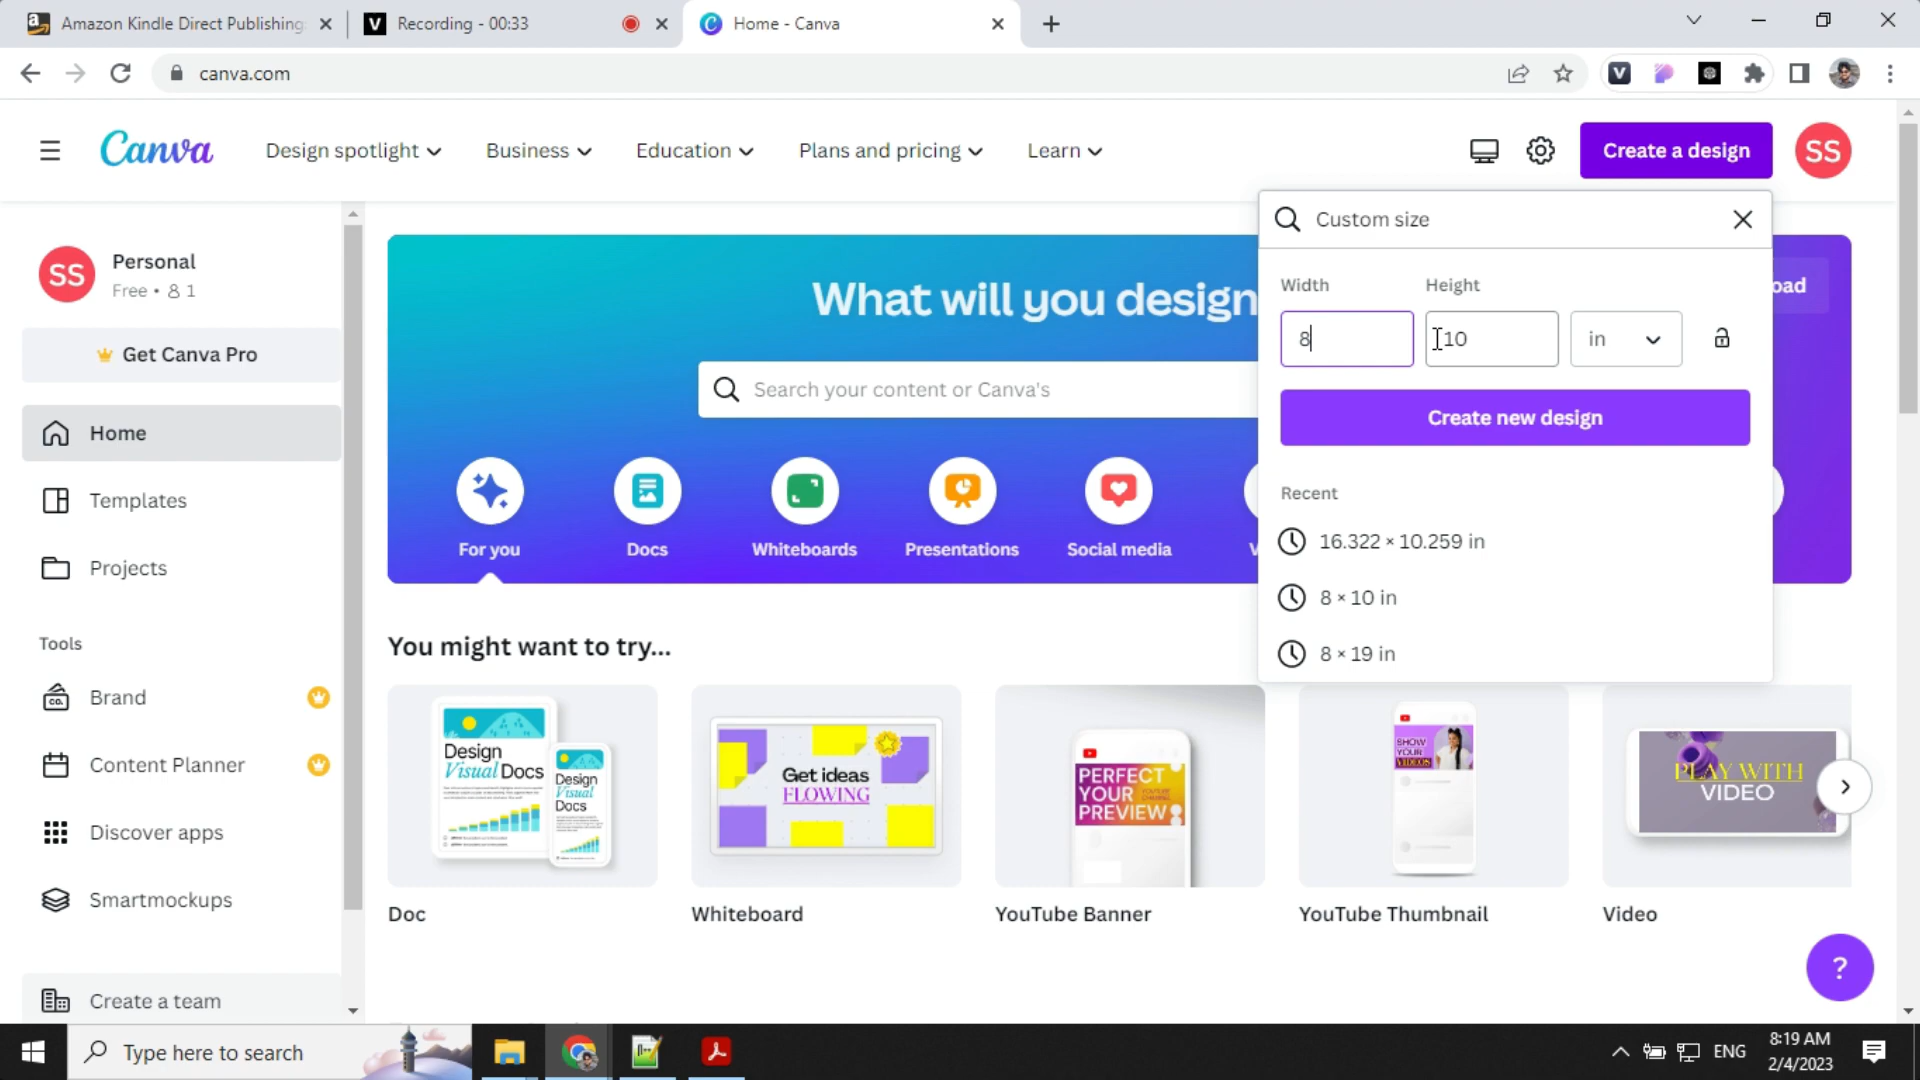 Amazon Kindle Direct Publishing:
Recording - 00:33
Home - Canva
canva.com
Canva
Design spotlight
Business
Education
Plans and pricing
Learn
Create a design
SS
SS
Personal
Free • 1
Get Canva Pro
Home
Templates
Projects
Tools
Brand
Content Planner
Discover apps
Smartmockups
Create a team
What will you design
Search your content or Canva's
For you
Docs
Whiteboards
Presentations
Social media
Custom size
Width
Height
8
10
in
Create new design
Recent
16.322 × 10.259 in
8 × 10 in
8 × 19 in
You might want to try...
Design
Visual Docs
Design
Visual
Docs
Get ideas
FLOWING
PERFECT
YOUR
PREVIEW
SHOW
YOUR
VIDEOS
PLAY WITH
VIDEO
Doc
Whiteboard
YouTube Banner
YouTube Thumbnail
Video
?
Type here to search
ENG
8:19 AM
2/4/2023